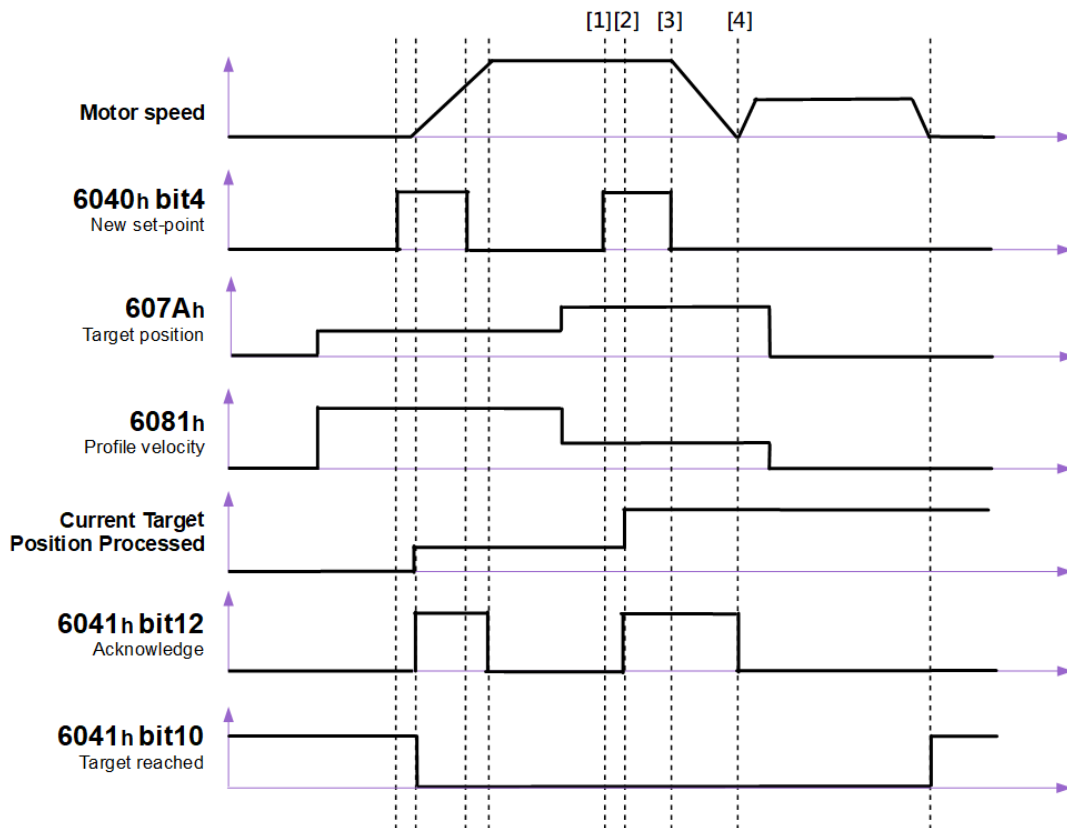 [1] [2] [3] [4]
Motor speed
6040h bit4
New set-point
607Ah
Target position
6081h
Profile velocity
Current Target
Position Processed
6041h bit12
Acknowledge
6041h bit10
Target reached